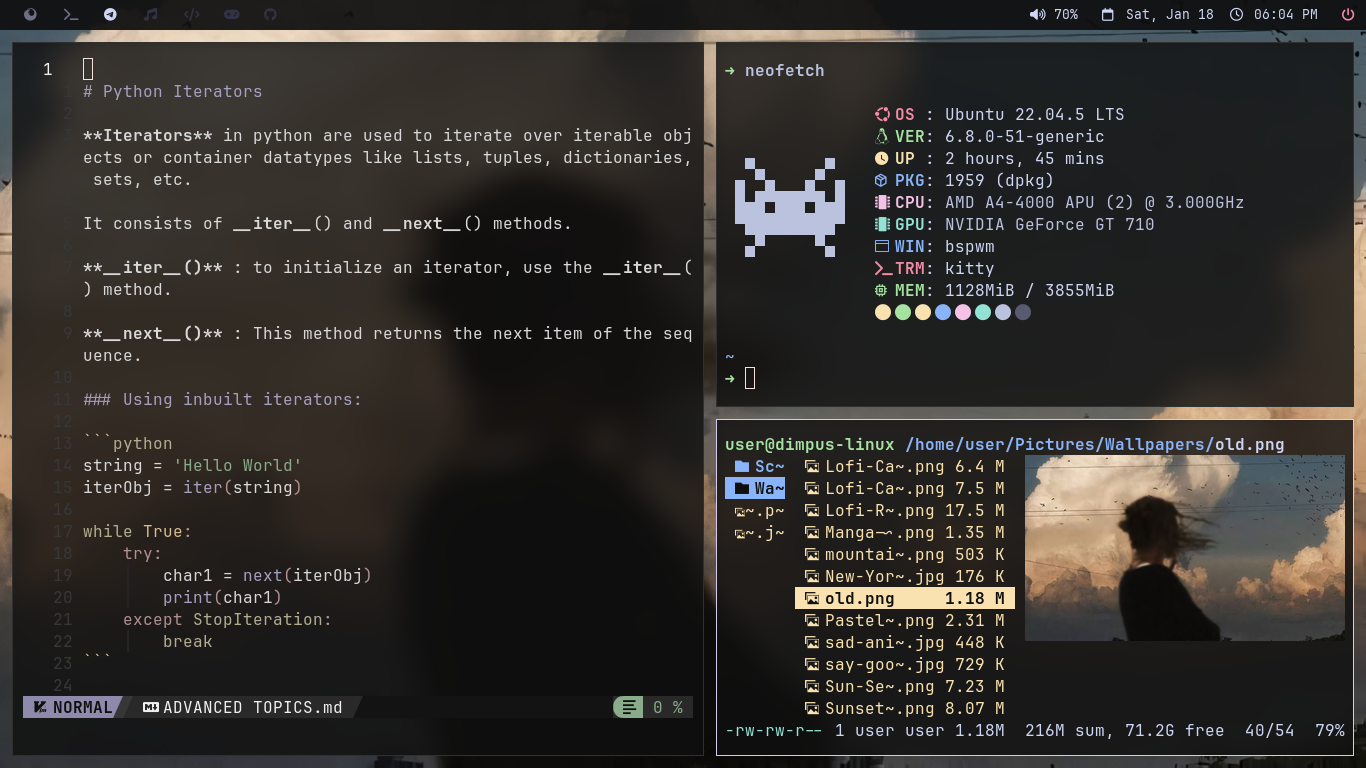 70% Sat, Jan 18 06:04 PM
1
1 # Python Iterators
2
3 **Iterators** in python are used to iterate over iterable obj
ects or container datatypes like lists, tuples, dictionaries,
sets, etc.
It consists of __iter__() and __next__() methods.
6
7 **__iter__()** : to initialize an iterator, use the __iter__(
) method.
8
9 **__next__()** : This method returns the next item of the seq
uence.
10
11 ### Using inbuilt iterators:
12
13 ```python
14 string = 'Hello World'
15 iterObj = iter(string)
16
17 while True:
18 try:
19 char1 = next(iterObj)
20 print(char1)
21 except StopIteration:
22 break
23 ```
24
NORMAL ADVANCED TOPICS.md 0 %
→ neofetch
OS : Ubuntu 22.04.5 LTS
VER: 6.8.0-51-generic
UP : 2 hours, 45 mins
PKG: 1959 (dpkg)
CPU: AMD A4-4000 APU (2) @ 3.000GHz
GPU: NVIDIA GeForce GT 710
WIN: bspwm
TRM: kitty
MEM: 1128MiB / 3855MiB
~
→
user@dimpus-linux /home/user/Pictures/Wallpapers/old.png
Sc~ Lofi-Ca~.png 6.4 M
Wa~ Lofi-Ca~.png 7.5 M
~.p~ Lofi-R~.png 17.5 M
~.j~ Manga-~.png 1.35 M
mountai~.png 503 K
New-Yor~.jpg 176 K
old.png 1.18 M
Pastel~.png 2.31 M
sad-ani~.jpg 448 K
say-goo~.jpg 729 K
Sun-Se~.png 7.23 M
Sunset~.png 8.07 M
-rw-rw-r-- 1 user user 1.18M 216M sum, 71.2G free 40/54 79%